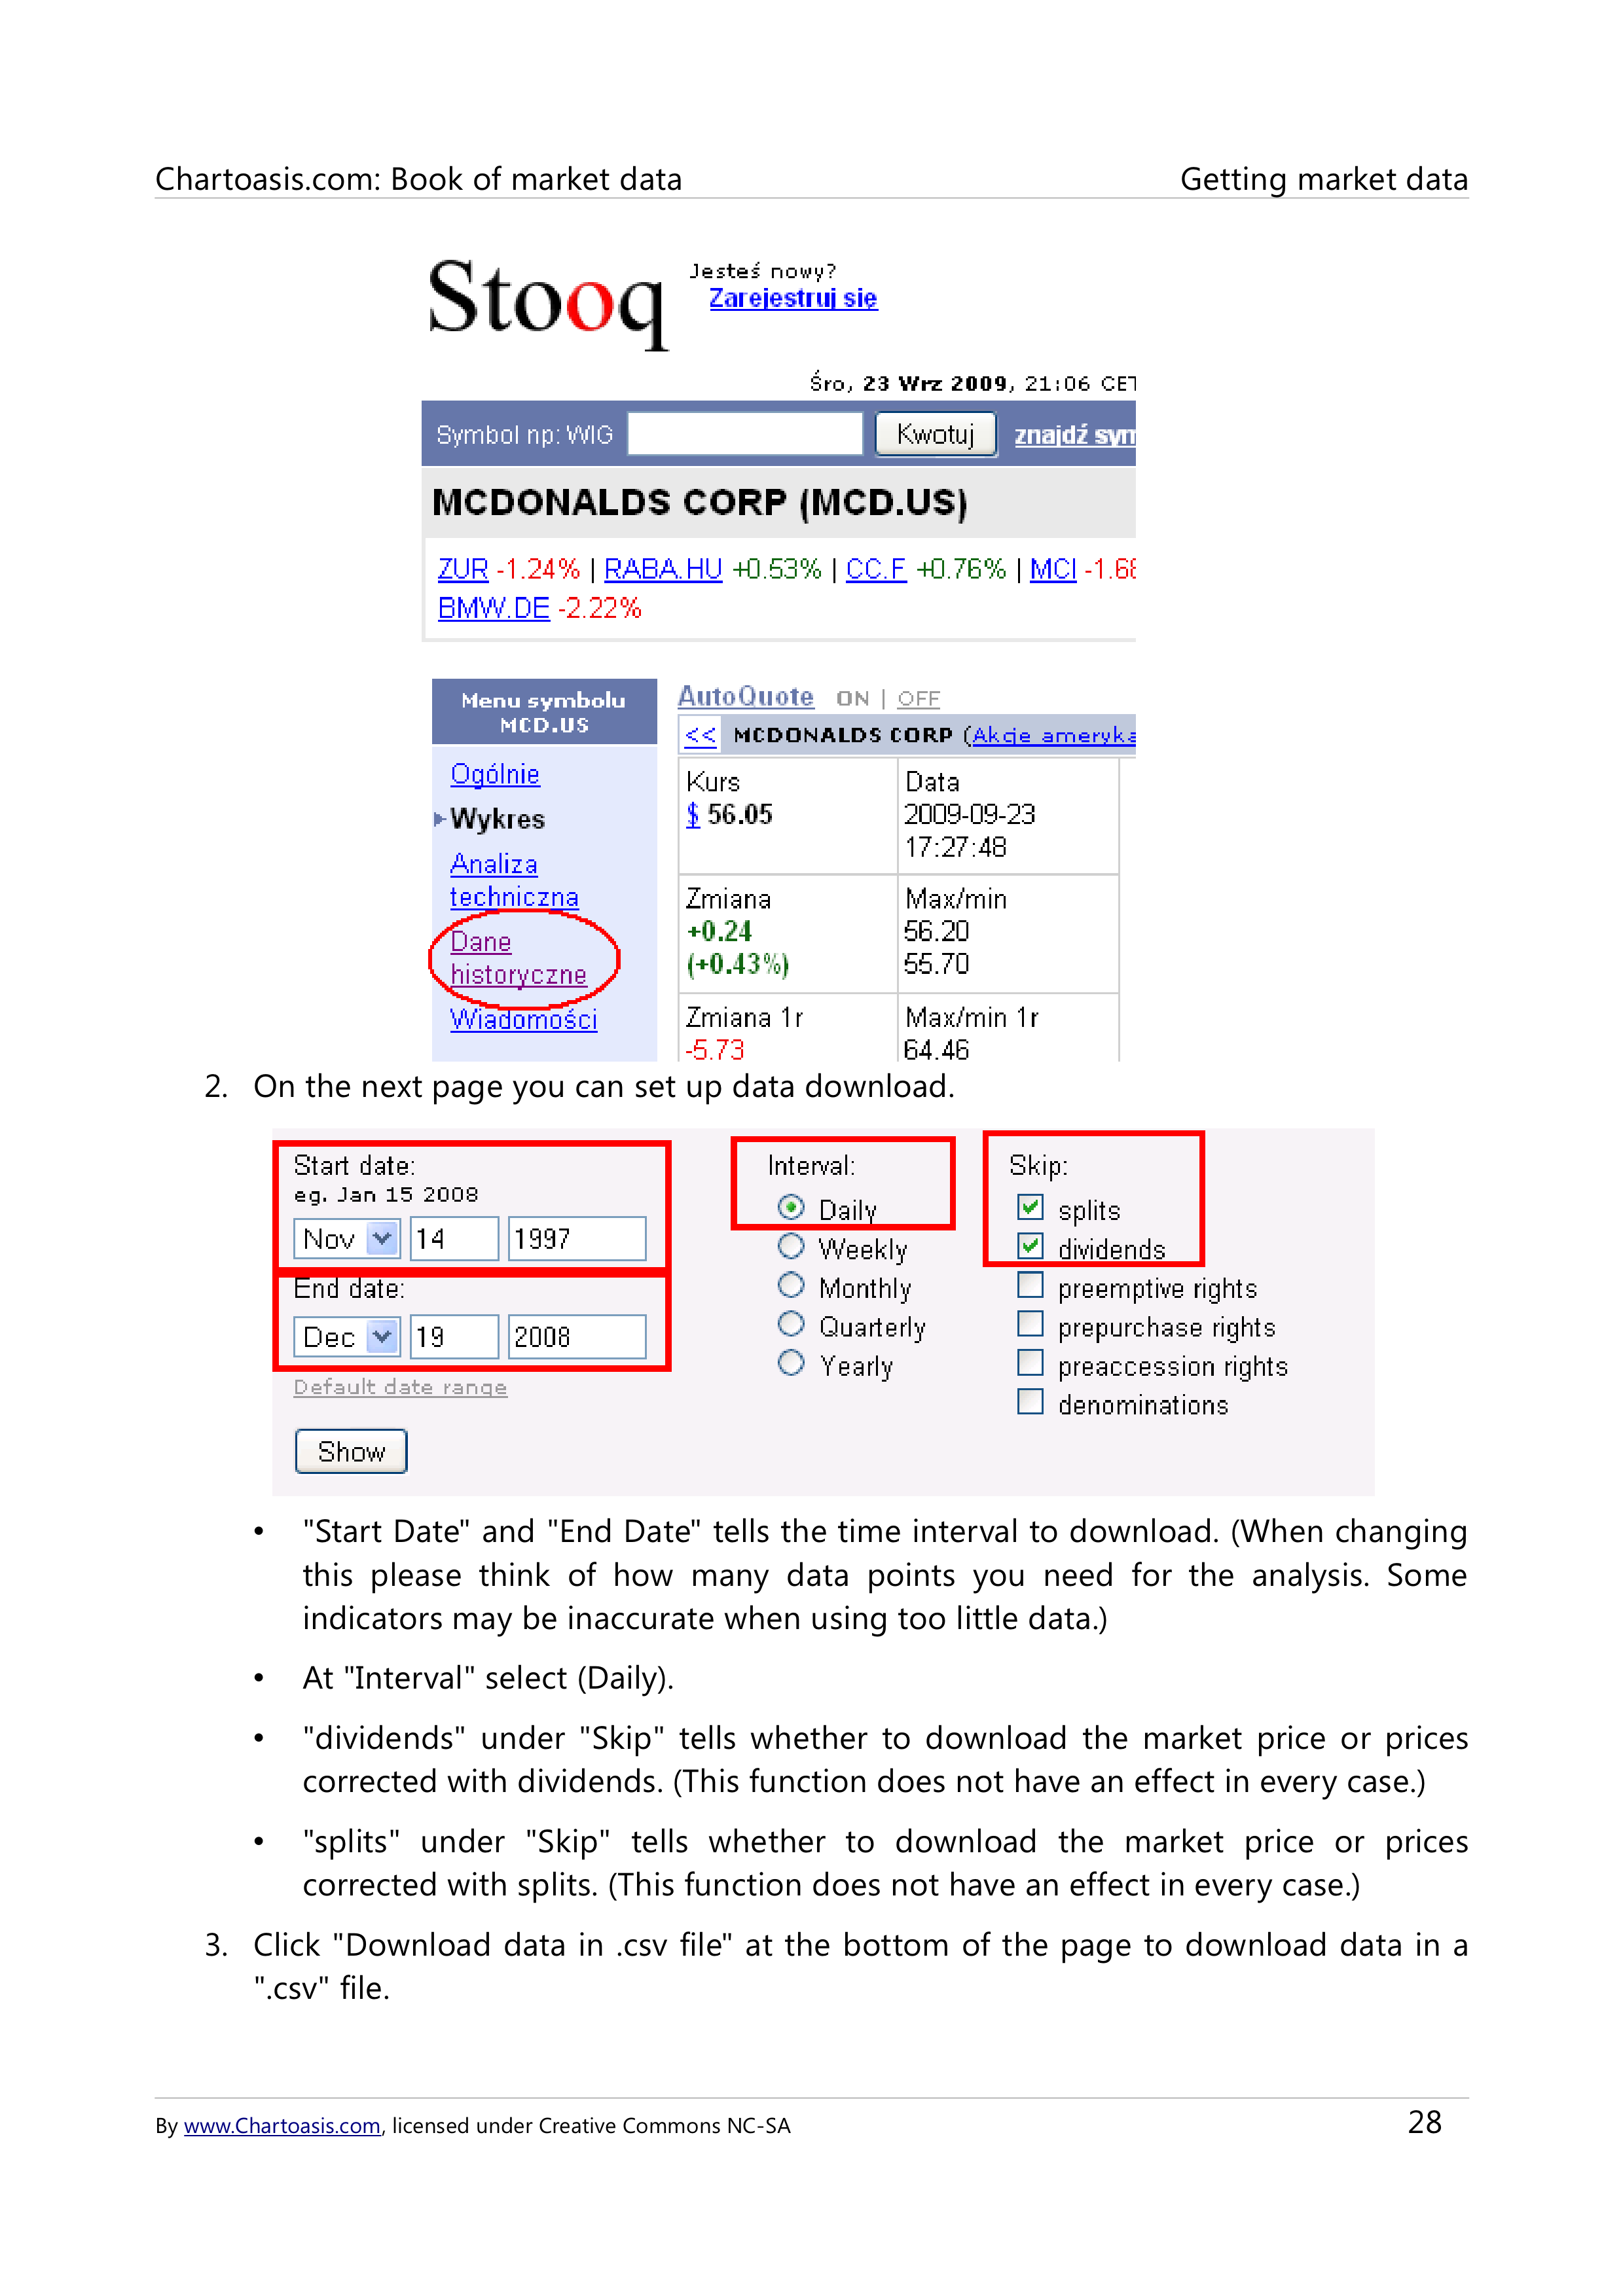 Chartoasis.com: Book of market data Getting market data
Stooq
Jesteś nowy?
Zarejestruj się
Śro, 23 Wrz 2009, 21:06 CET
Symbol np: WIG Kwotuj znajdź sym
MCDONALDS CORP (MCD.US)
ZUR -1.24% | RABA.HU +0.53% | CC.F +0.76% | MCI -1.68
BMW.DE -2.22%
Menu symbolu
MCD.US
Ogólnie
Wykres
Analiza
techniczna
Dane
historyczne
Wiadomości
AutoQuote ON | OFF
<< MCDONALDS CORP (Akcje ameryka
Kurs
$ 56.05
Data
2009-09-23
17:27:48
Zmiana
+0.24
(+0.43%)
Max/min
56.20
55.70
Zmiana 1r
-5.73
Max/min 1r
64.46
2. On the next page you can set up data download.
Start date:
eg. Jan 15 2008
Nov 14 1997
End date:
Dec 19 2008
Default date range
Show
Interval:
Daily
Weekly
Monthly
Quarterly
Yearly
Skip:
splits
dividends
preemptive rights
prepurchase rights
preaccession rights
denominations
• "Start Date" and "End Date" tells the time interval to download. (When changing
this please think of how many data points you need for the analysis. Some
indicators may be inaccurate when using too little data.)
• At "Interval" select (Daily).
• "dividends" under "Skip" tells whether to download the market price or prices
corrected with dividends. (This function does not have an effect in every case.)
• "splits" under "Skip" tells whether to download the market price or prices
corrected with splits. (This function does not have an effect in every case.)
3. Click "Download data in .csv file" at the bottom of the page to download data in a
".csv" file.
By www.Chartoasis.com, licensed under Creative Commons NC-SA 28